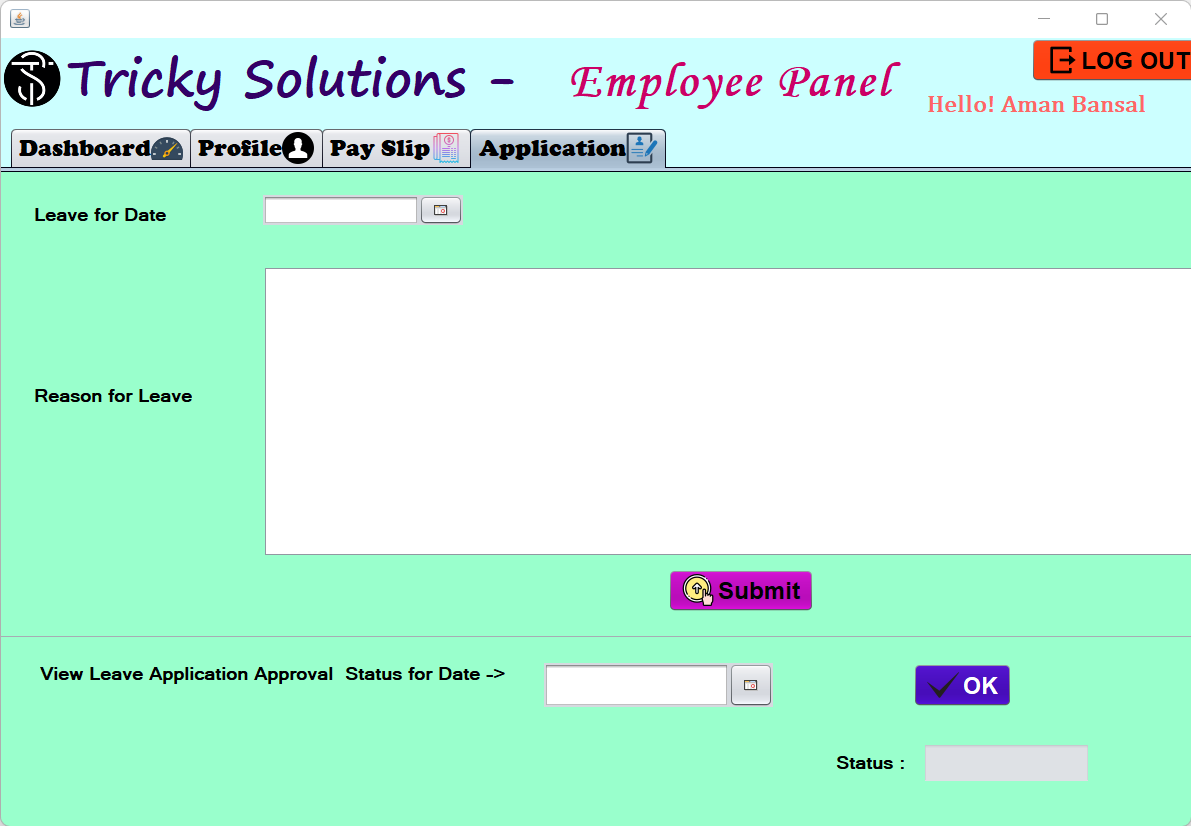 Tricky Solutions - Employee Panel
LOG OUT
Hello! Aman Bansal
Dashboard Profile Pay Slip Application
Leave for Date
Reason for Leave
Submit
View Leave Application Approval Status for Date ->
OK
Status :